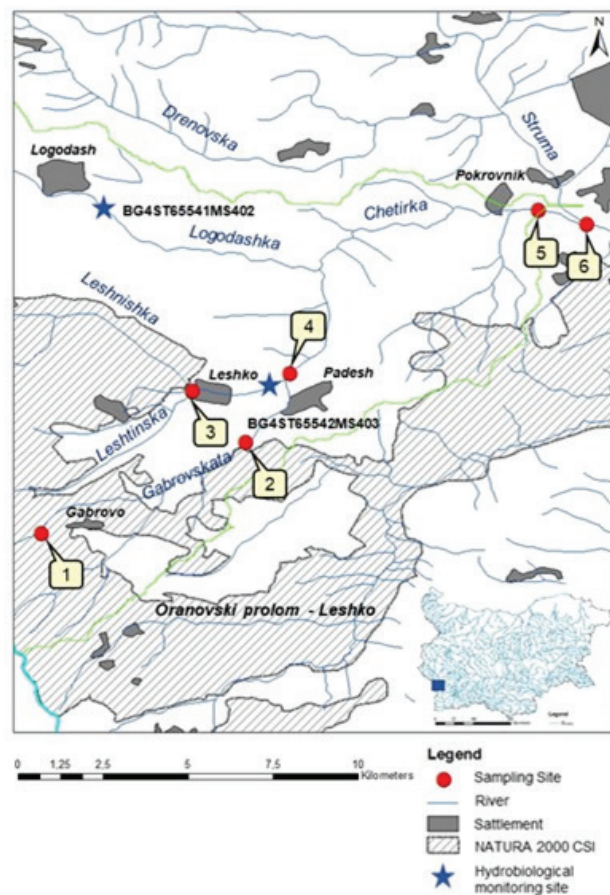 N
Drenovska
Struma
Logodash
Pokrovnik
BG4ST65541MS402
Chetirka
Logodashka
5
6
Leshnishka
4
Leshko
Padesh
BG4ST65542MS403
3
Leshtinska
Gabrovskata
2
Gabrovo
1
Oranovski prolom - Leshko
Legend
0 1.25 2.5 5 7.5 10
Kilometers
Legend
Sampling Site
River
Sattlement
NATURA 2000 CSI
Hydrobiological
monitoring site